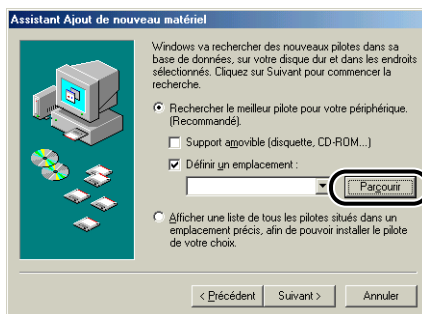 Assistant Ajout de nouveau matériel
Windows va rechercher des nouveaux pilotes dans sa
base de données, sur votre disque dur et dans les endroits
sélectionnés. Cliquez sur Suivant pour commencer la
recherche.
Rechercher le meilleur pilote pour votre périphérique.
(Recommandé).
Support amovible (disquette, CD-ROM...)
Définir un emplacement :
Parcourir
Afficher une liste de tous les pilotes situés dans un
emplacement précis, afin de pouvoir installer le pilote
de votre choix.
< Précédent Suivant > Annuler